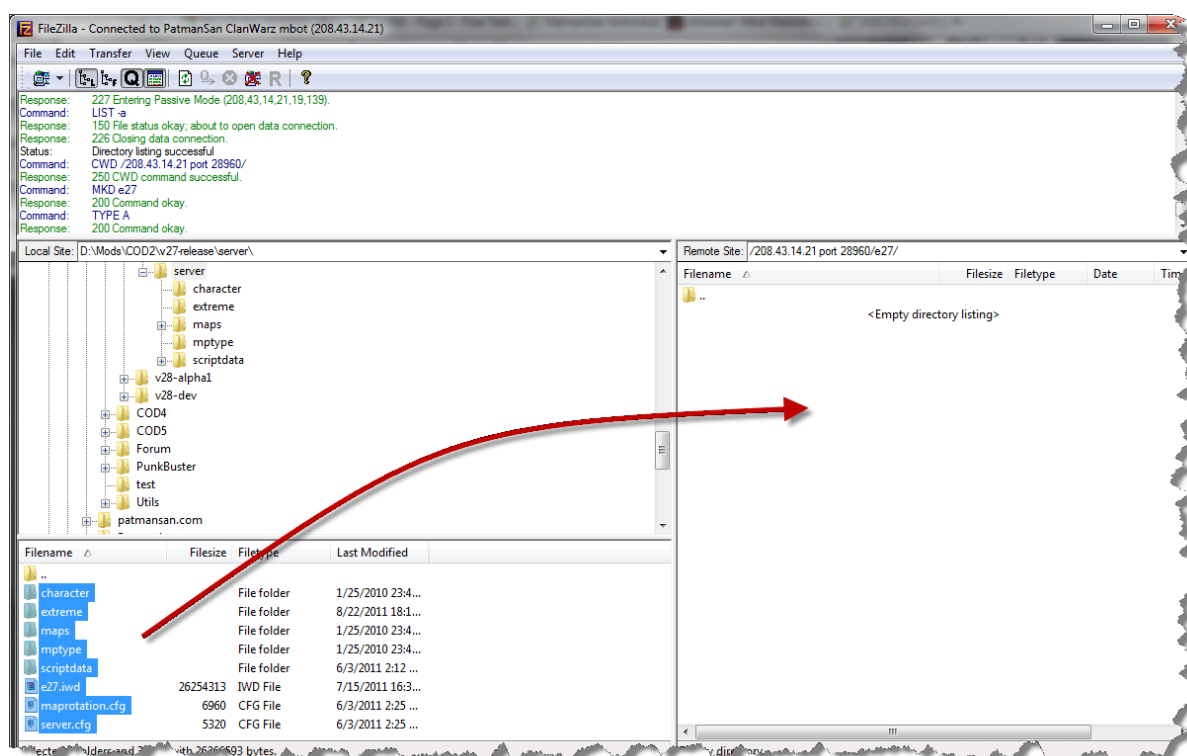 FileZilla - Connected to PatmanSan ClanWarz mbot (208.43.14.21)
File Edit Transfer View Queue Server Help
Response: 227 Entering Passive Mode (208,43,14,21,19,139).
Command: LIST -a
Response: 150 File status okay; about to open data connection.
Response: 226 Closing data connection.
Status: Directory listing successful
Command: CWD /208.43.14.21 port 28960/
Response: 250 CWD command successful.
Command: MKD e27
Response: 200 Command okay.
Command: TYPE A
Response: 200 Command okay.
Local Site: D:\Mods\COD2\v27-release\server\
server
character
extreme
maps
mptype
scriptdata
v28-alpha1
v28-dev
COD4
COD5
Forum
PunkBuster
test
Utils
patmansan.com
Filename Filesize Filetype Last Modified
..
character File folder 1/25/2010 23:4...
extreme File folder 8/22/2011 18:1...
maps File folder 1/25/2010 23:4...
mptype File folder 1/25/2010 23:4...
scriptdata File folder 6/3/2011 2:12 ...
e27.iwd 26254313 IWD File 7/15/2011 16:3...
maprotation.cfg 6960 CFG File 6/3/2011 2:25 ...
server.cfg 5320 CFG File 6/3/2011 2:25 ...
with 26266593 bytes.
Remote Site: /208.43.14.21 port 28960/e27/
Filename Filesize Filetype Date Tim
..
<Empty directory listing>